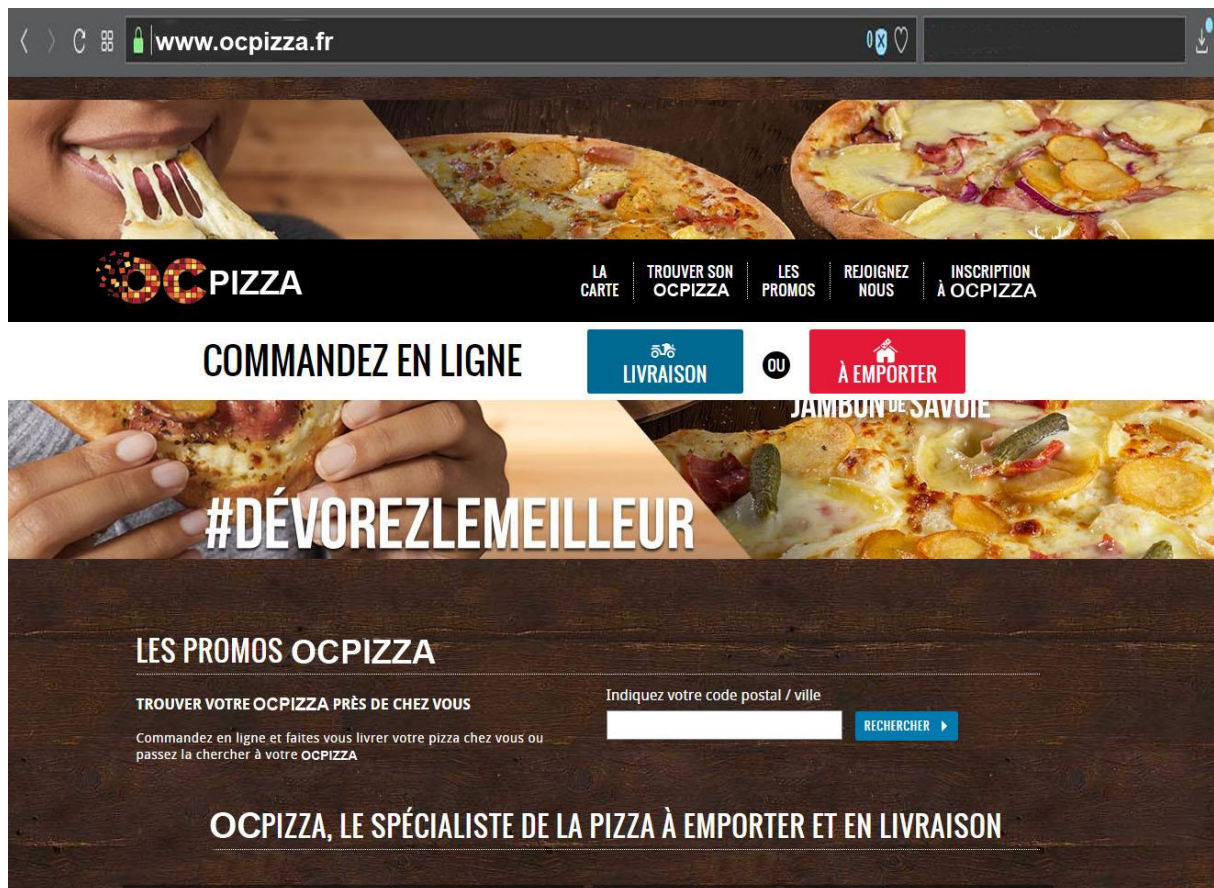 www.ocpizza.fr
OC PIZZA
LA CARTE
TROUVER SON OCPIZZA
LES PROMOS
REJOIGNEZ NOUS
INSCRIPTION À OCPIZZA
COMMANDEZ EN LIGNE
LIVRAISON
OU
À EMPORTER
JAMBON DE SAVOIE
#DÉVOREZLEMEILLEUR
LES PROMOS OCPIZZA
TROUVER VOTRE OCPIZZA PRÈS DE CHEZ VOUS
Commandez en ligne et faites vous livrer votre pizza chez vous ou
passez la chercher à votre OCPIZZA
Indiquez votre code postal / ville
RECHERCHER
OCPIZZA, LE SPÉCIALISTE DE LA PIZZA À EMPORTER ET EN LIVRAISON